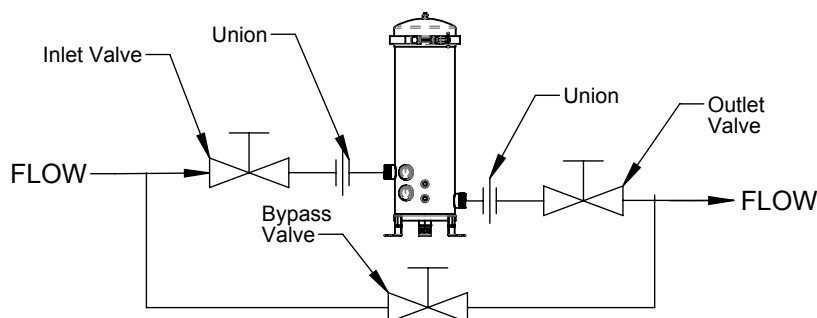 Union
Inlet Valve
Union
Outlet
Valve
FLOW
FLOW
Bypass
Valve